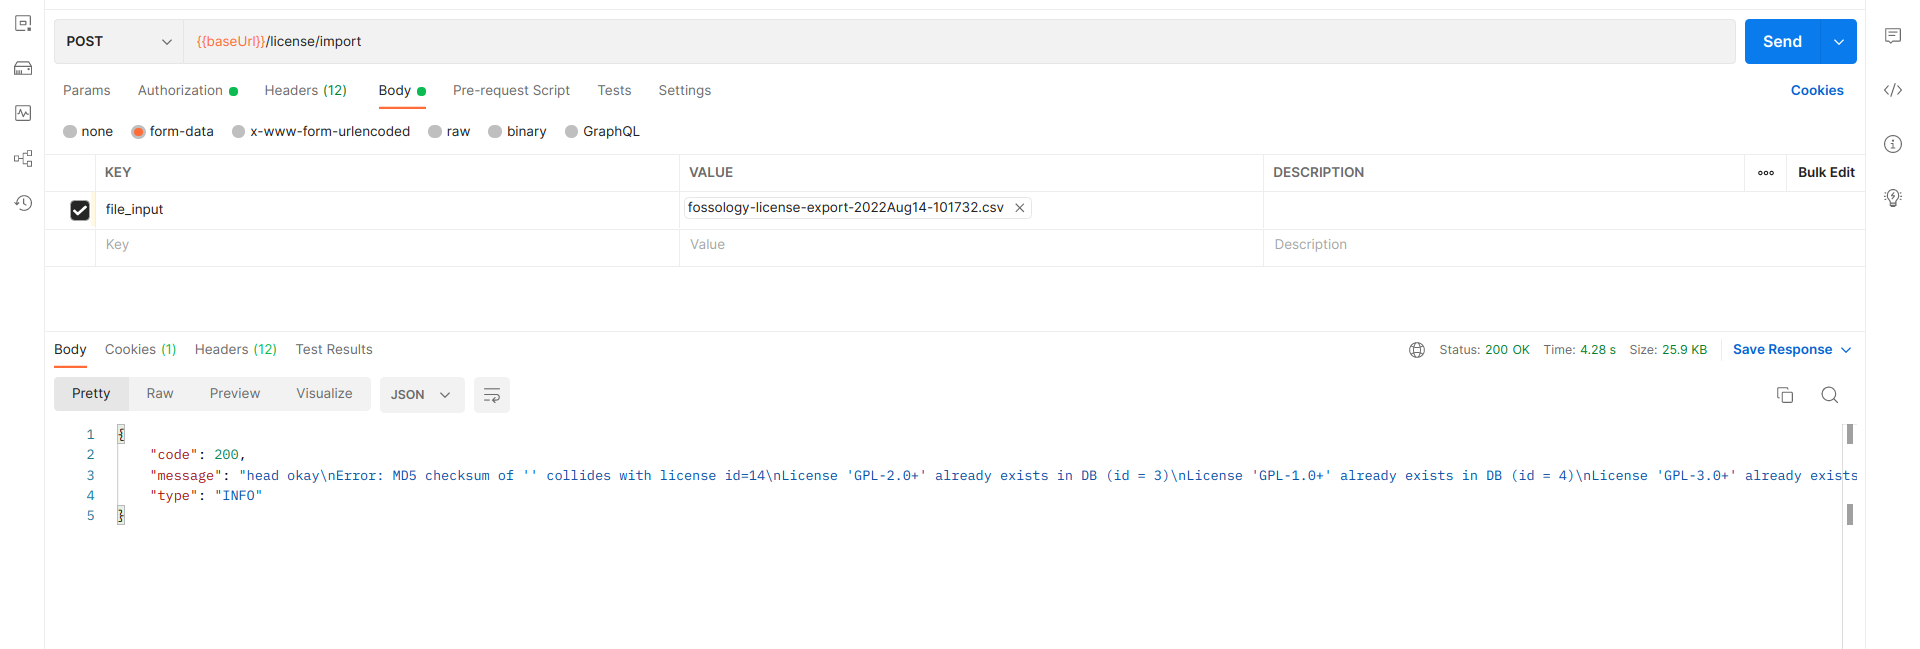 POST {{baseUrl}}/license/import Send
Params Authorization Headers (12) Body Pre-request Script Tests Settings Cookies
none form-data x-www-form-urlencoded raw binary GraphQL
KEY VALUE DESCRIPTION ooo Bulk Edit
file_input fossology-license-export-2022Aug14-101732.csv
Key Value Description
Body Cookies (1) Headers (12) Test Results Status: 200 OK Time: 4.28 s Size: 25.9 KB Save Response
Pretty Raw Preview Visualize JSON
1 {
2 "code": 200,
3 "message": "head okay\nError: MD5 checksum of '' collides with license id=14\nLicense 'GPL-2.0+' already exists in DB (id = 3)\nLicense 'GPL-1.0+' already exists in DB (id = 4)\nLicense 'GPL-3.0+' already exists
4 "type": "INFO"
5 }